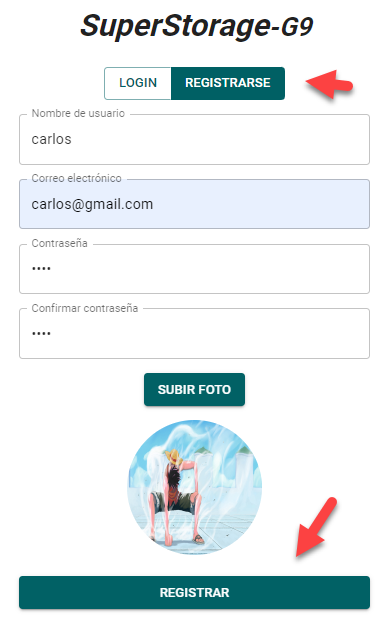 SuperStorage-G9
LOGIN REGISTRARSE
Nombre de usuario
carlos
Correo electrónico
carlos@gmail.com
Contraseña
••••
Confirmar contraseña
••••
SUBIR FOTO
REGISTRAR